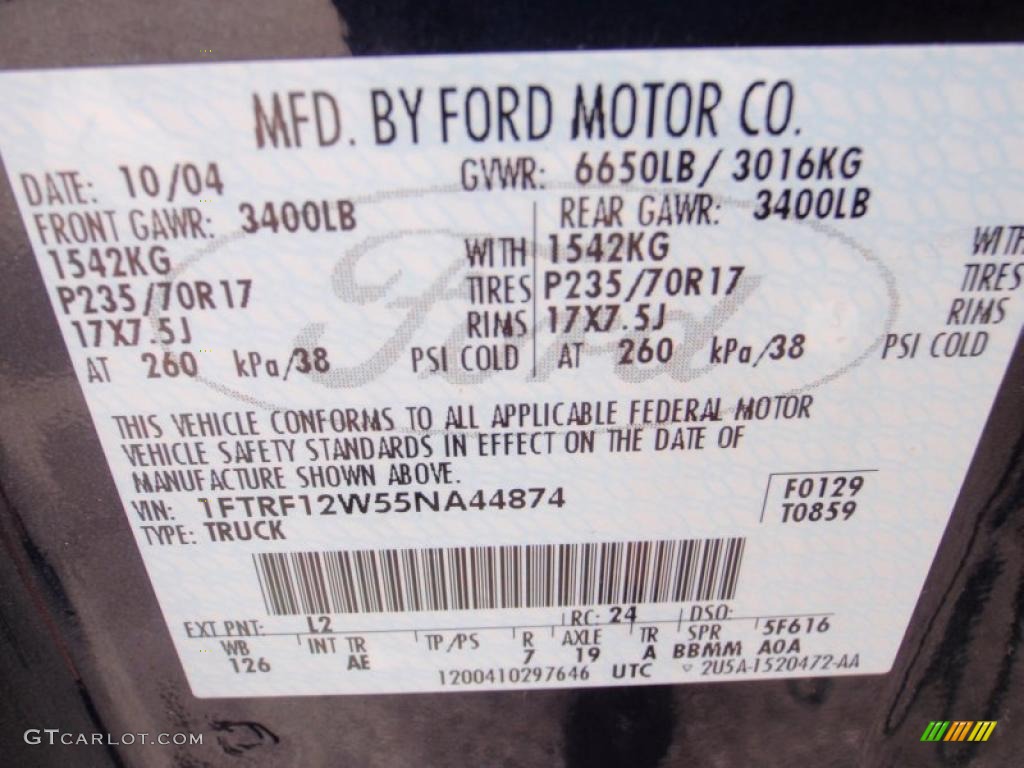 MFD. BY FORD MOTOR CO.
DATE: 10/04 GVWR: 6650LB / 3016KG
FRONT GAWR: 3400LB REAR GAWR: 3400LB
1542KG WITH 1542KG WITH
P235/70R17 TIRES P235/70R17 TIRES
17X7.5J RIMS 17X7.5J RIMS
AT 260 kPa/38 PSI COLD AT 260 kPa/38 PSI COLD
Ford
THIS VEHICLE CONFORMS TO ALL APPLICABLE FEDERAL MOTOR
VEHICLE SAFETY STANDARDS IN EFFECT ON THE DATE OF
MANUFACTURE SHOWN ABOVE.
VIN: 1FTRF12W55NA44874 F0129
TYPE: TRUCK T0859
EXT PNT: L2 RC: 24 DSO:
WB INT TR TP/PS R AXLE TR SPR 5F616
126 AE 7 19 A BBMM A0A
1200410297646 UTC 2U5A-1520472-AA
GTCARLOT.COM